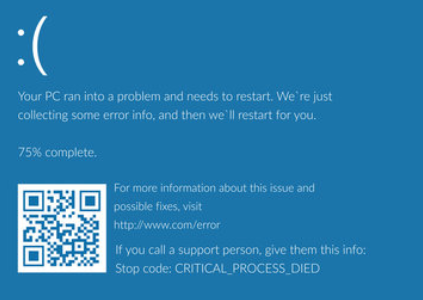 :(
Your PC ran into a problem and needs to restart. We`re just
collecting some error info, and then we`ll restart for you.
75% complete.
For more information about this issue and
possible fixes, visit
http://www.com/error
If you call a support person, give them this info:
Stop code: CRITICAL_PROCESS_DIED